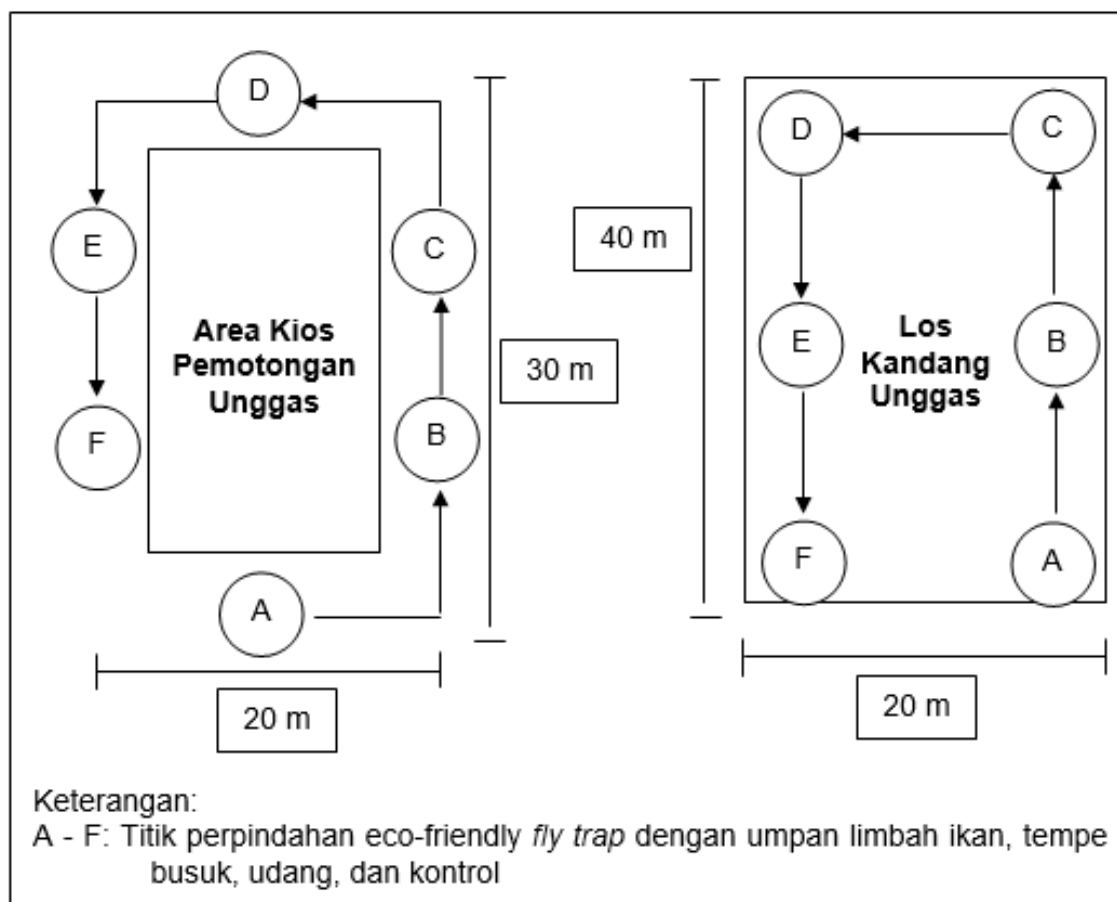 D
E
C
Area Kios
Pemotongan
Unggas
F
B
A
30 m
20 m
D
C
40 m
E
Los
Kandang
Unggas
B
F
A
20 m
Keterangan:
A - F: Titik perpindahan eco-friendly fly trap dengan umpan limbah ikan, tempe
busuk, udang, dan kontrol